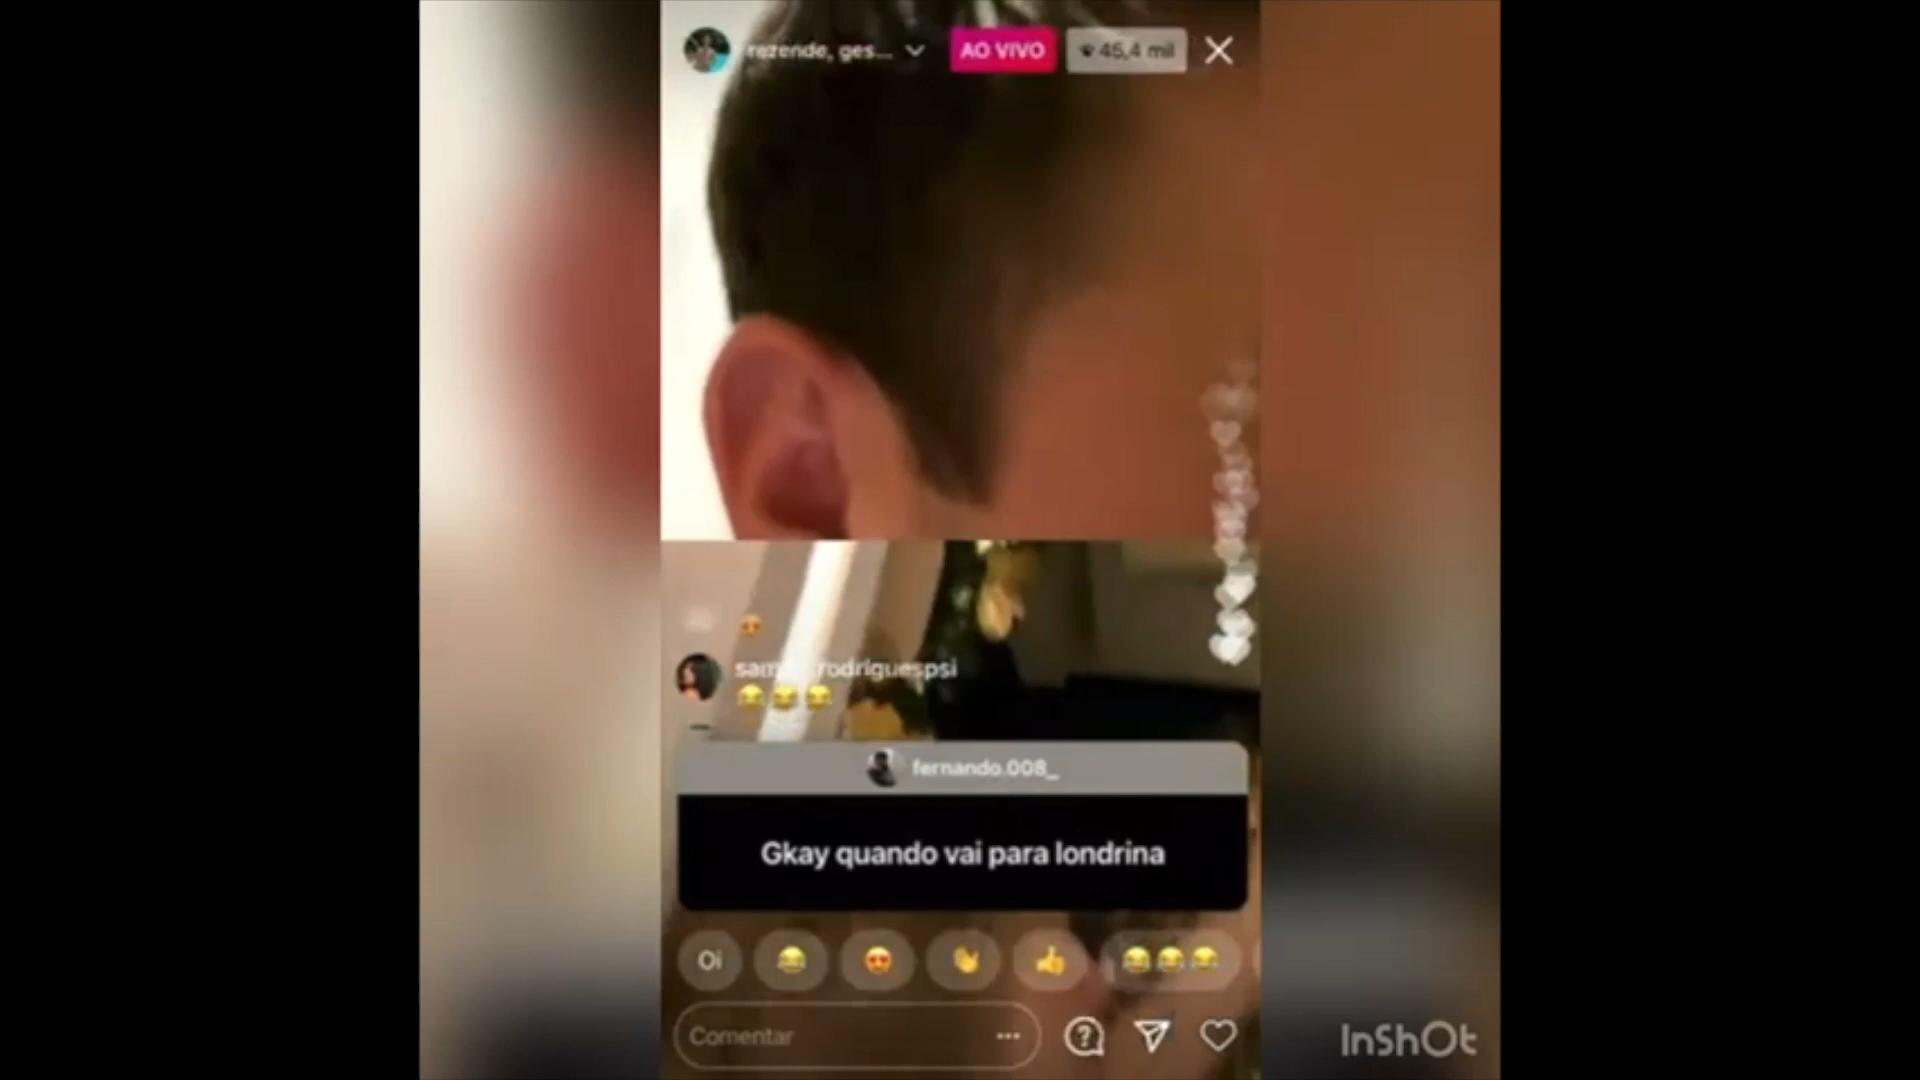 rezende, ges...
AO VIVO
45,4 mil
rodriguespsi
fernando.008_
Gkay quando vai para londrina
Oi
Comentar
InShOt